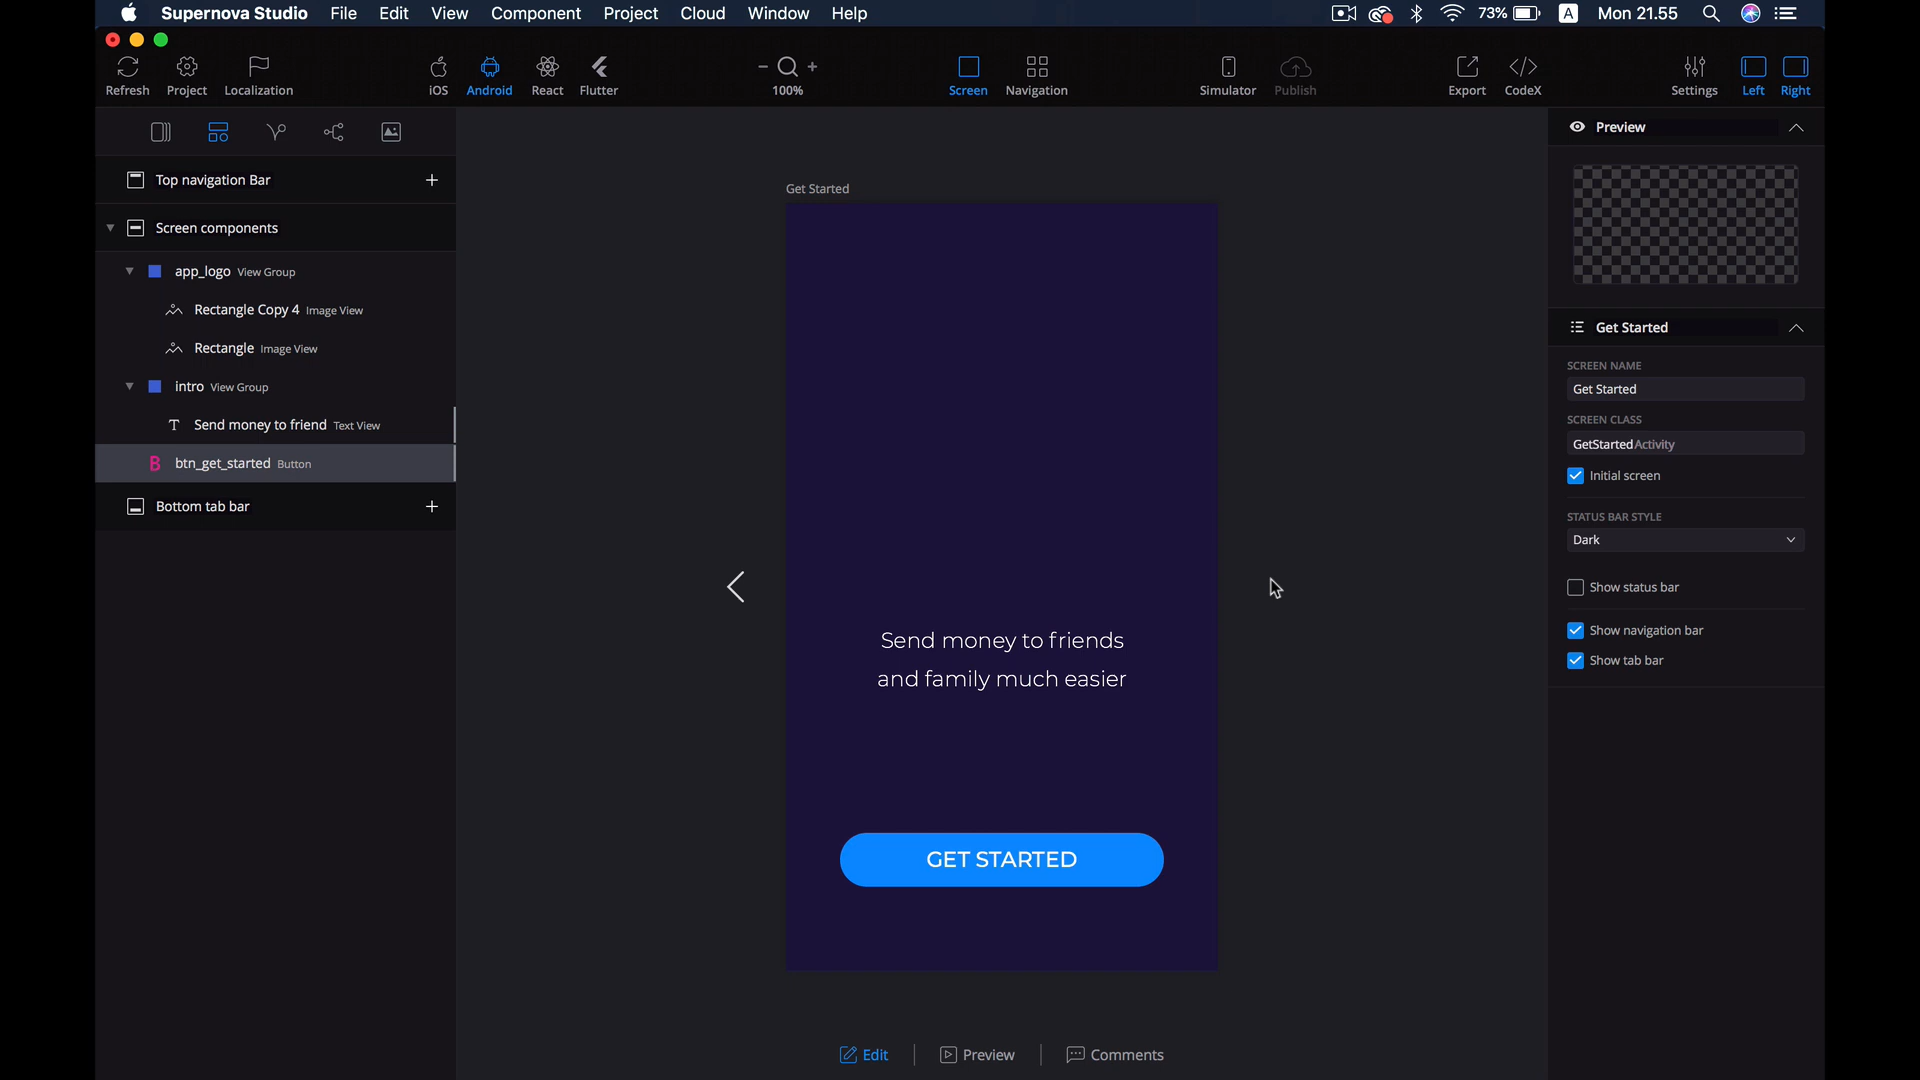 Supernova Studio File Edit View Component Project Cloud Window Help 73% A Mon 21.55
Refresh Project Localization iOS Android React Flutter 100% Screen Navigation Simulator Publish Export CodeX Settings Left Right
Top navigation Bar
Screen components
app_logo View Group
Rectangle Copy 4 Image View
Rectangle Image View
intro View Group
Send money to friend Text View
B btn_get_started Button
Bottom tab bar
Get Started
Send money to friends
and family much easier
GET STARTED
Edit Preview Comments
Preview
Get Started
SCREEN NAME
Get Started
SCREEN CLASS
GetStartedActivity
Initial screen
STATUS BAR STYLE
Dark
Show status bar
Show navigation bar
Show tab bar